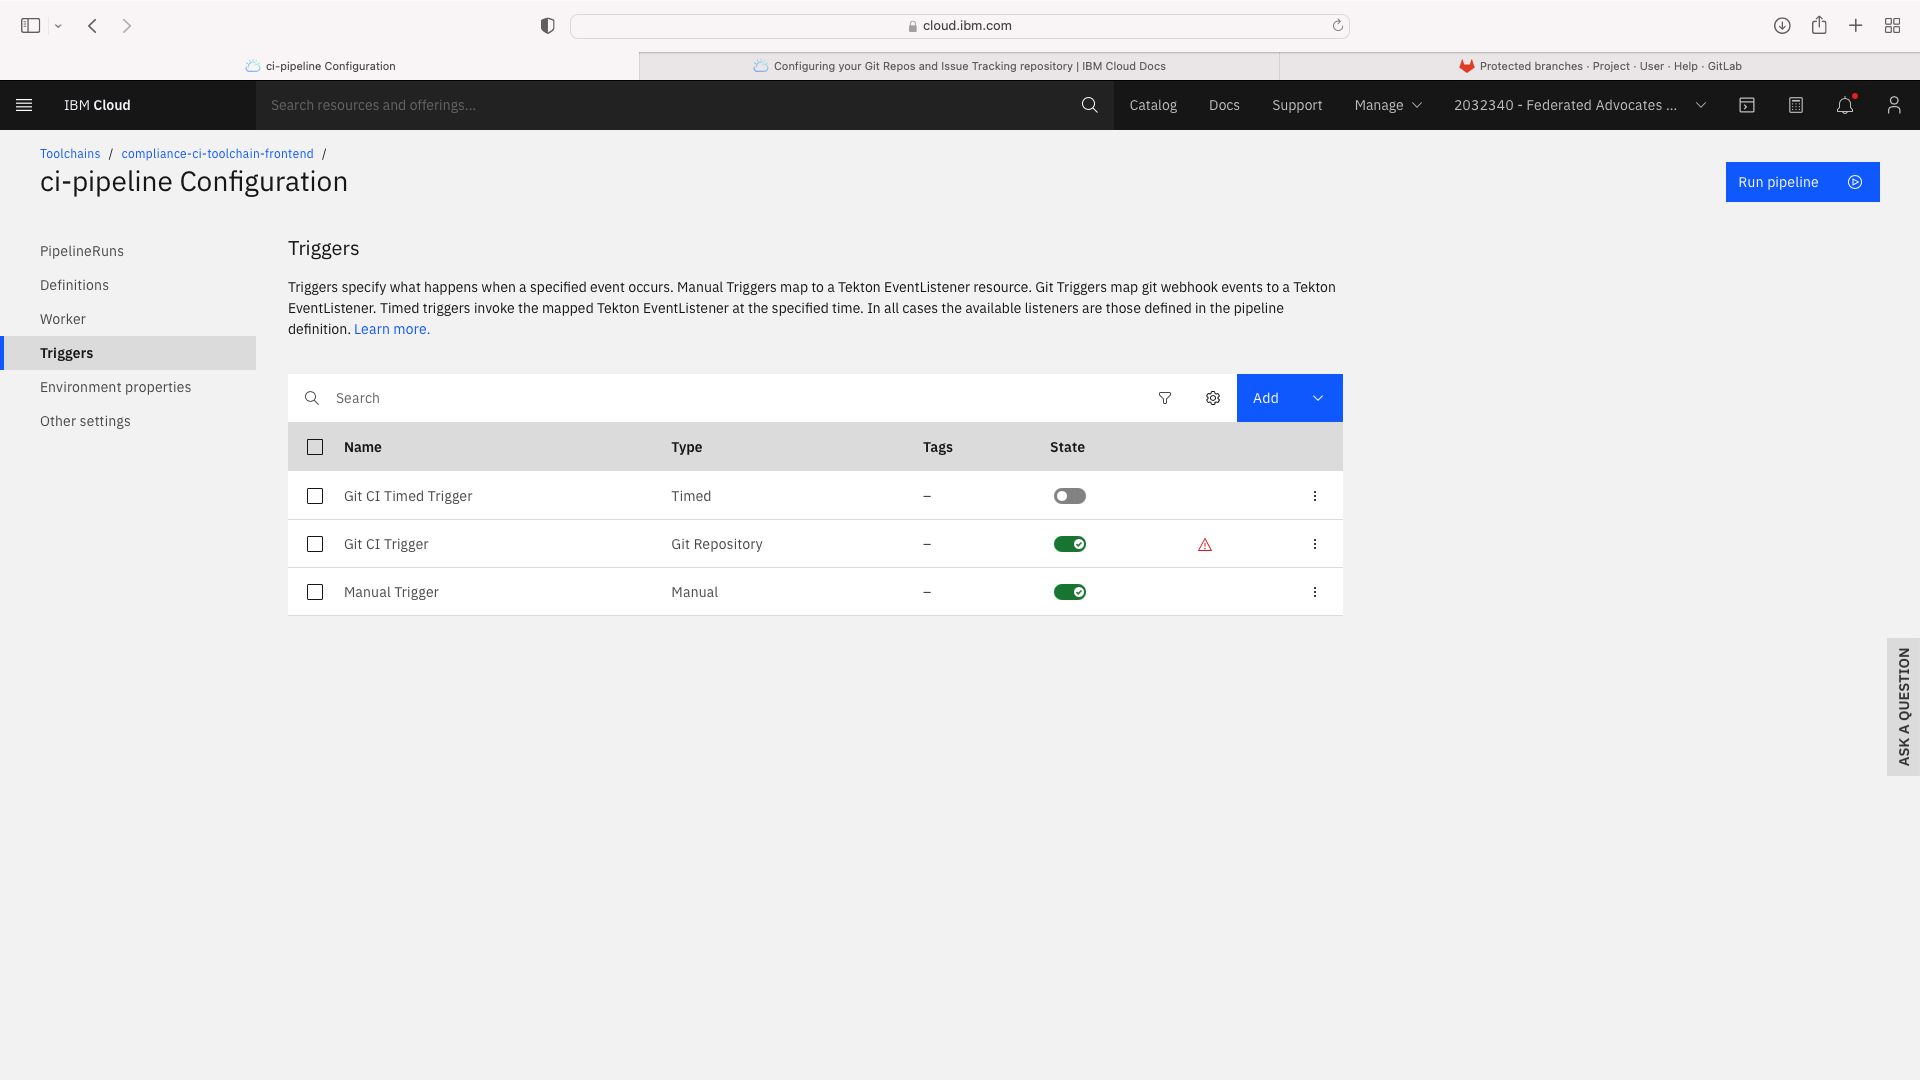 cloud.ibm.com
ci-pipeline Configuration
Configuring your Git Repos and Issue Tracking repository | IBM Cloud Docs
Protected branches · Project · User · Help · GitLab
IBM Cloud
Search resources and offerings...
Catalog
Docs
Support
Manage
2032340 - Federated Advocates ...
Toolchains / compliance-ci-toolchain-frontend /
ci-pipeline Configuration
Run pipeline
PipelineRuns
Definitions
Worker
Triggers
Environment properties
Other settings
Triggers
Triggers specify what happens when a specified event occurs. Manual Triggers map to a Tekton EventListener resource. Git Triggers map git webhook events to a Tekton
EventListener. Timed triggers invoke the mapped Tekton EventListener at the specified time. In all cases the available listeners are those defined in the pipeline
definition. Learn more.
Search
Add
Name Type Tags State
Git CI Timed Trigger Timed –
Git CI Trigger Git Repository –
Manual Trigger Manual –
ASK A QUESTION